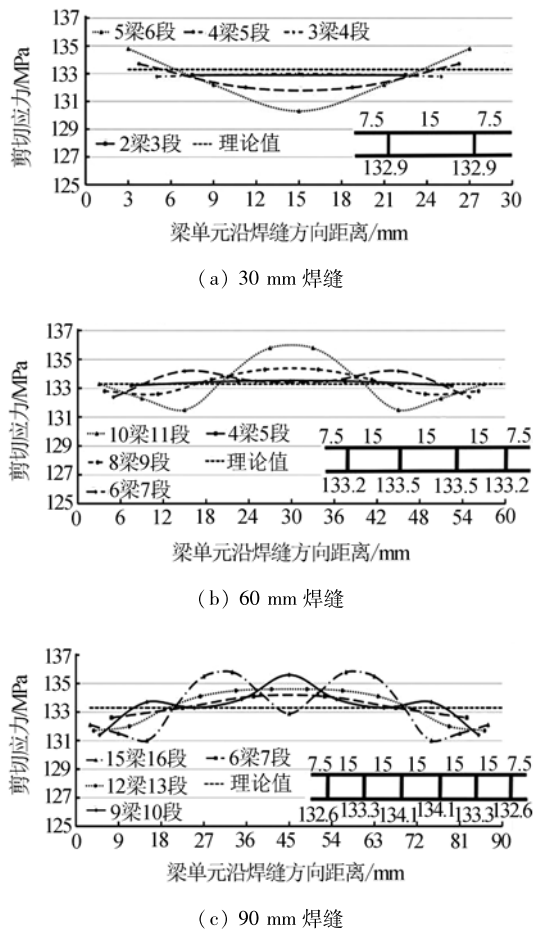 137
135
133
131
129
127
125
剪切应力/MPa
5梁6段 4梁5段 3梁4段
2梁3段 理论值
7.5 15 7.5
132.9 132.9
0 3 6 9 12 15 18 21 24 27 30
梁单元沿焊缝方向距离/mm
(a) 30 mm 焊缝
137
135
133
131
129
127
125
剪切应力/MPa
10梁11段 4梁5段
8梁9段 理论值
6梁7段
7.5 15 15 15 7.5
133.2 133.5 133.5 133.2
0 6 12 18 24 30 36 42 48 54 60
梁单元沿焊缝方向距离/mm
(b) 60 mm 焊缝
137
135
133
131
129
127
125
剪切应力/MPa
15梁16段 6梁7段
12梁13段 理论值
9梁10段
7.5 15 15 15 15 15 7.5
132.6 133.3 134.1 134.1 133.3 132.6
0 9 18 27 36 45 54 63 72 81 90
梁单元沿焊缝方向距离/mm
(c) 90 mm 焊缝